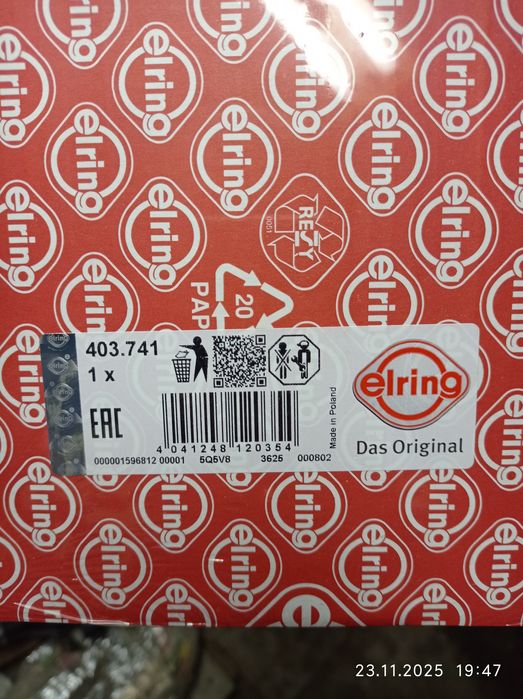 elring
RESY
0051
20
PAP
403.741
1 x
EAC
4 041248 120354
000001596812 00001 5Q5V8 3625 000802
Made in Poland
elring
Das Original
23.11.2025 19:47